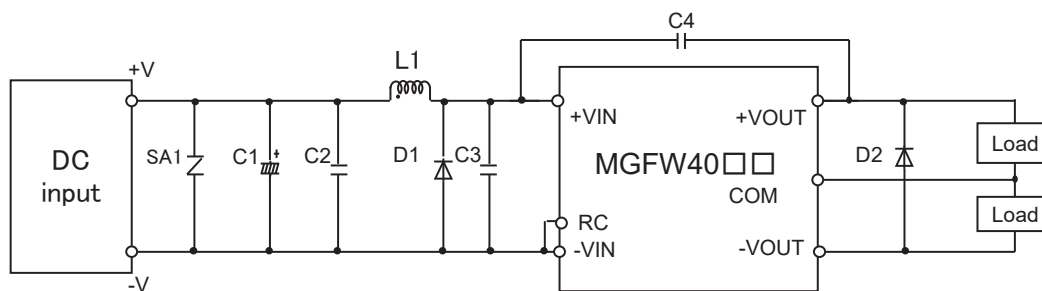 C4
+V
L1
DC
input
SA1
C1
+
C2
D1
C3
+VIN
RC
-VIN
MGFW40□□
+VOUT
COM
-VOUT
D2
Load
Load
-V